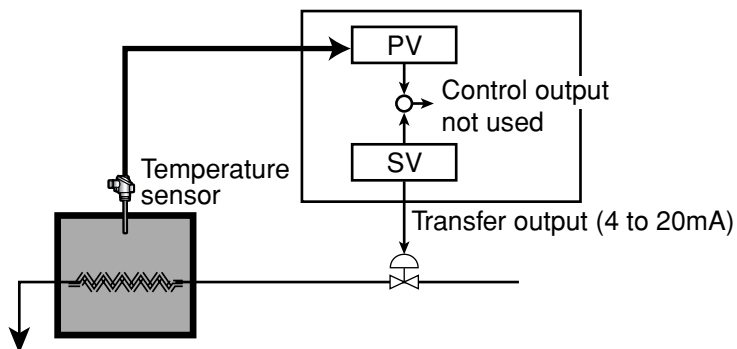 PV
Control output
not used
SV
Temperature
sensor
Transfer output (4 to 20mA)